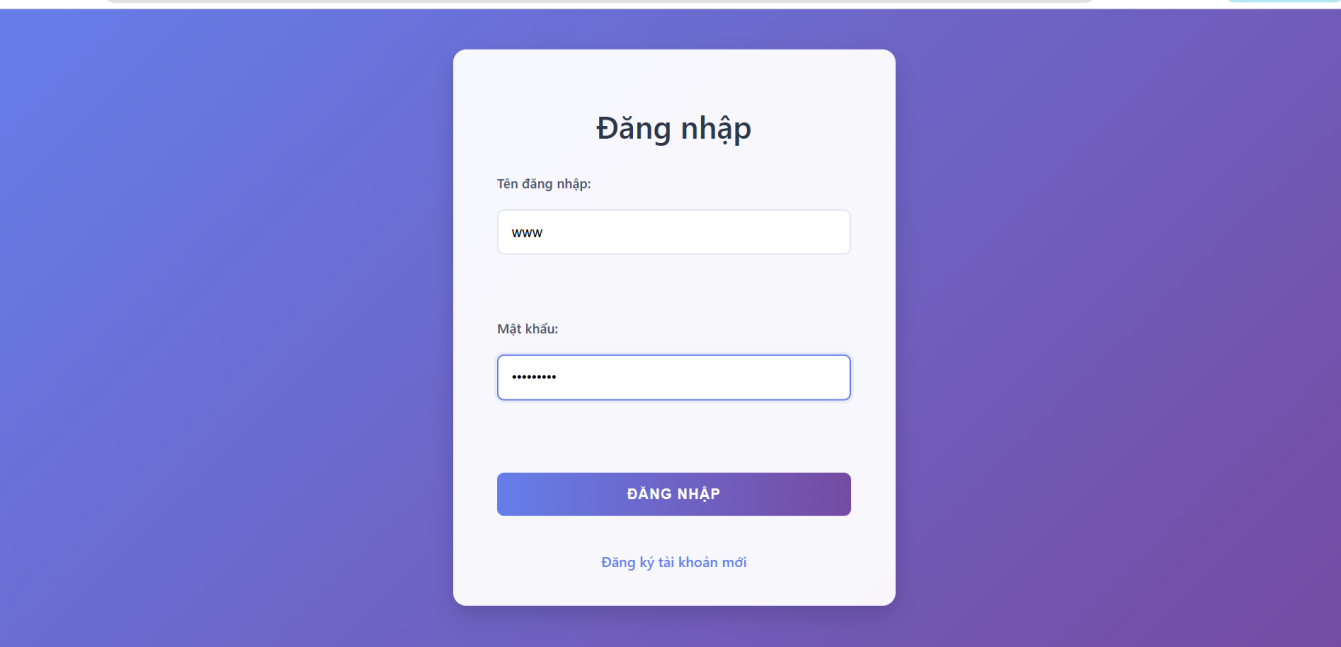 Đăng nhập
Tên đăng nhập:
www
Mật khẩu:
•••••••••
ĐĂNG NHẬP
Đăng ký tài khoản mới